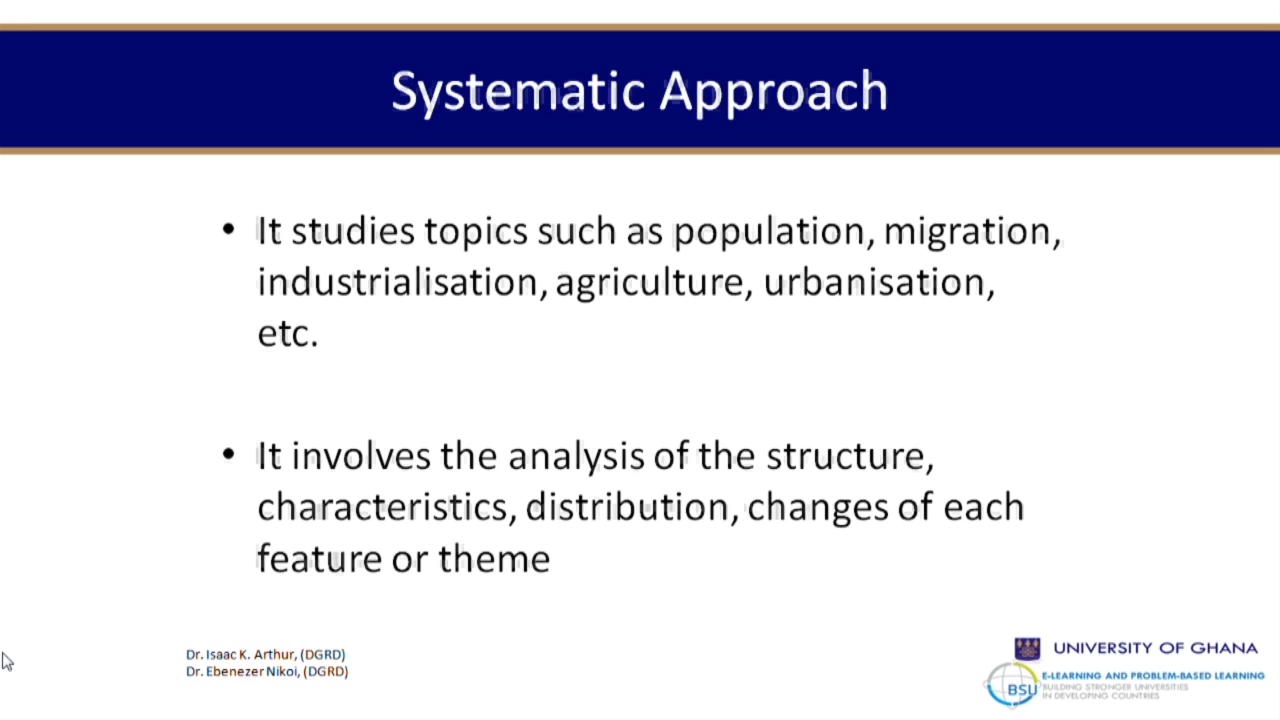 Systematic Approach
• It studies topics such as population, migration,
industrialisation, agriculture, urbanisation,
etc.
• It involves the analysis of the structure,
characteristics, distribution, changes of each
feature or theme
Dr. Isaac K. Arthur, (DGRD)
Dr. Ebenezer Nikoi, (DGRD)
UNIVERSITY OF GHANA
BSU
E-LEARNING AND PROBLEM-BASED LEARNING
BUILDING STRONGER UNIVERSITIES
IN DEVELOPING COUNTRIES